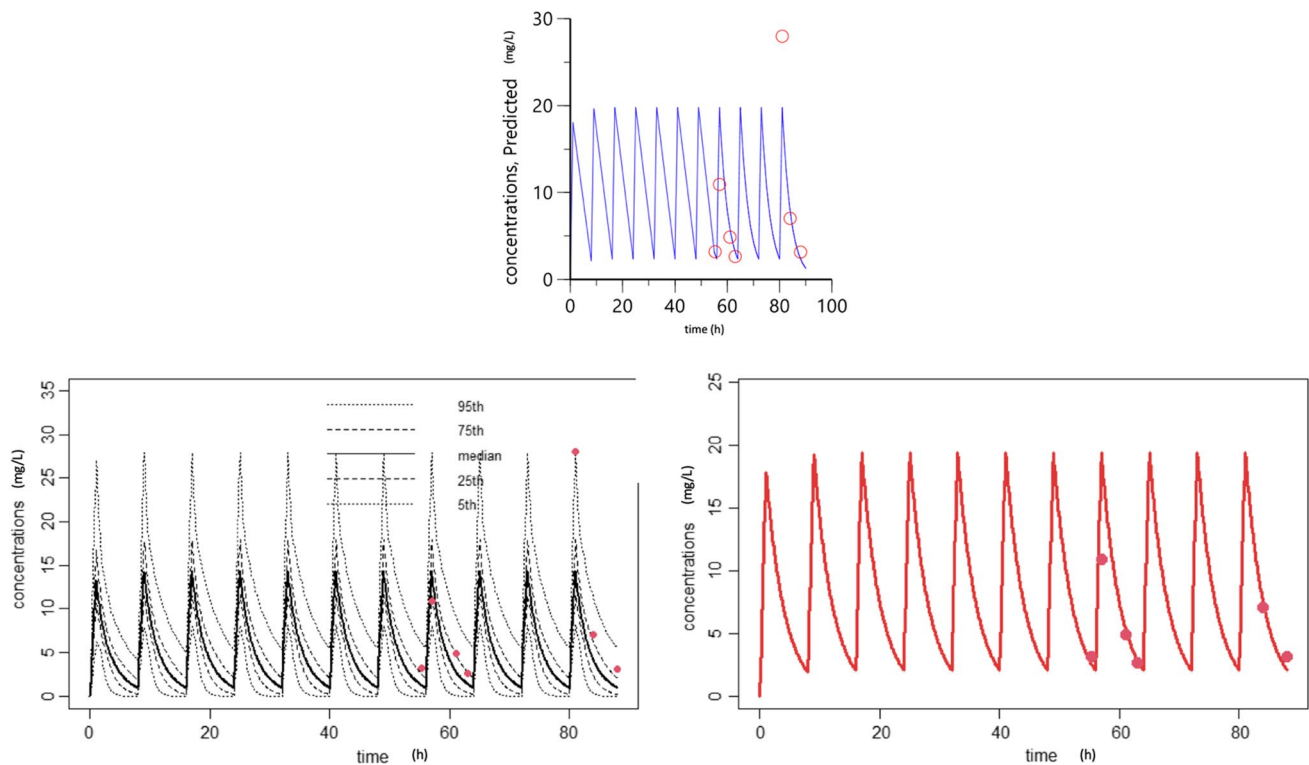 concentrations, Predicted (mg/L)
30
20
10
0
0 20 40 60 80 100
time (h)
concentrations (mg/L)
35
30
25
20
15
10
5
0
95th
75th
median
25th
5th
0 20 40 60 80
time (h)
concentrations (mg/L)
25
20
15
10
5
0
0 20 40 60 80
time (h)